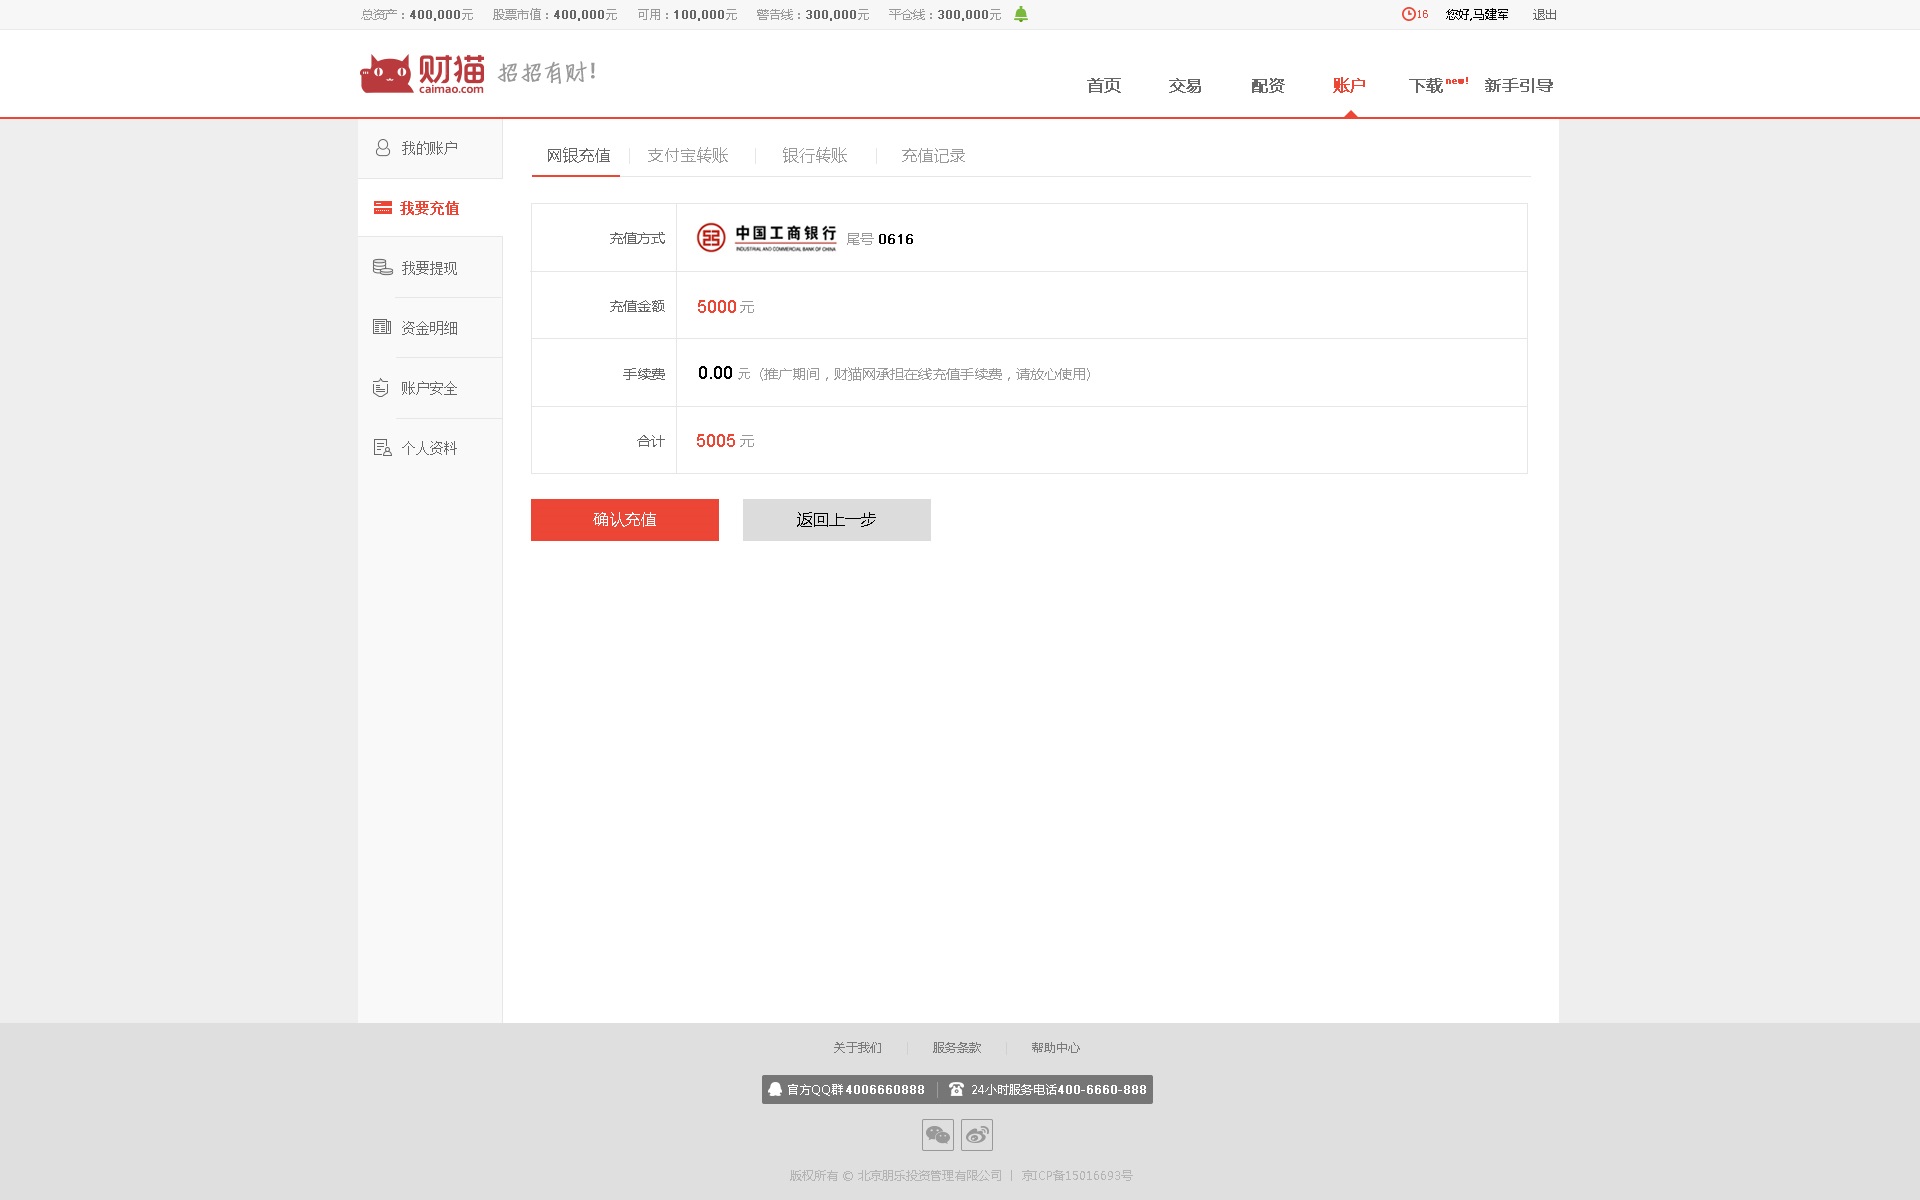 总资产：400,000元 股票市值：400,000元 可用：100,000元 警告线：300,000元 平仓线：300,000元 16 您好,马建军 退出
财猫 招招有财!
caimao.com
首页 交易 配资 账户 下载 new! 新手引导
我的账户
我要充值
我要提现
资金明细
账户安全
个人资料
网银充值 支付宝转账 银行转账 充值记录
充值方式 中国工商银行 尾号 0616
INDUSTRIAL AND COMMERCIAL BANK OF CHINA
充值金额 5000 元
手续费 0.00 元（推广期间，财猫网承担在线充值手续费，请放心使用）
合计 5005 元
确认充值 返回上一步
关于我们 服务条款 帮助中心
官方QQ群4006660888 24小时服务电话400-6660-888
版权所有 © 北京朋乐投资管理有限公司 | 京ICP备15016693号